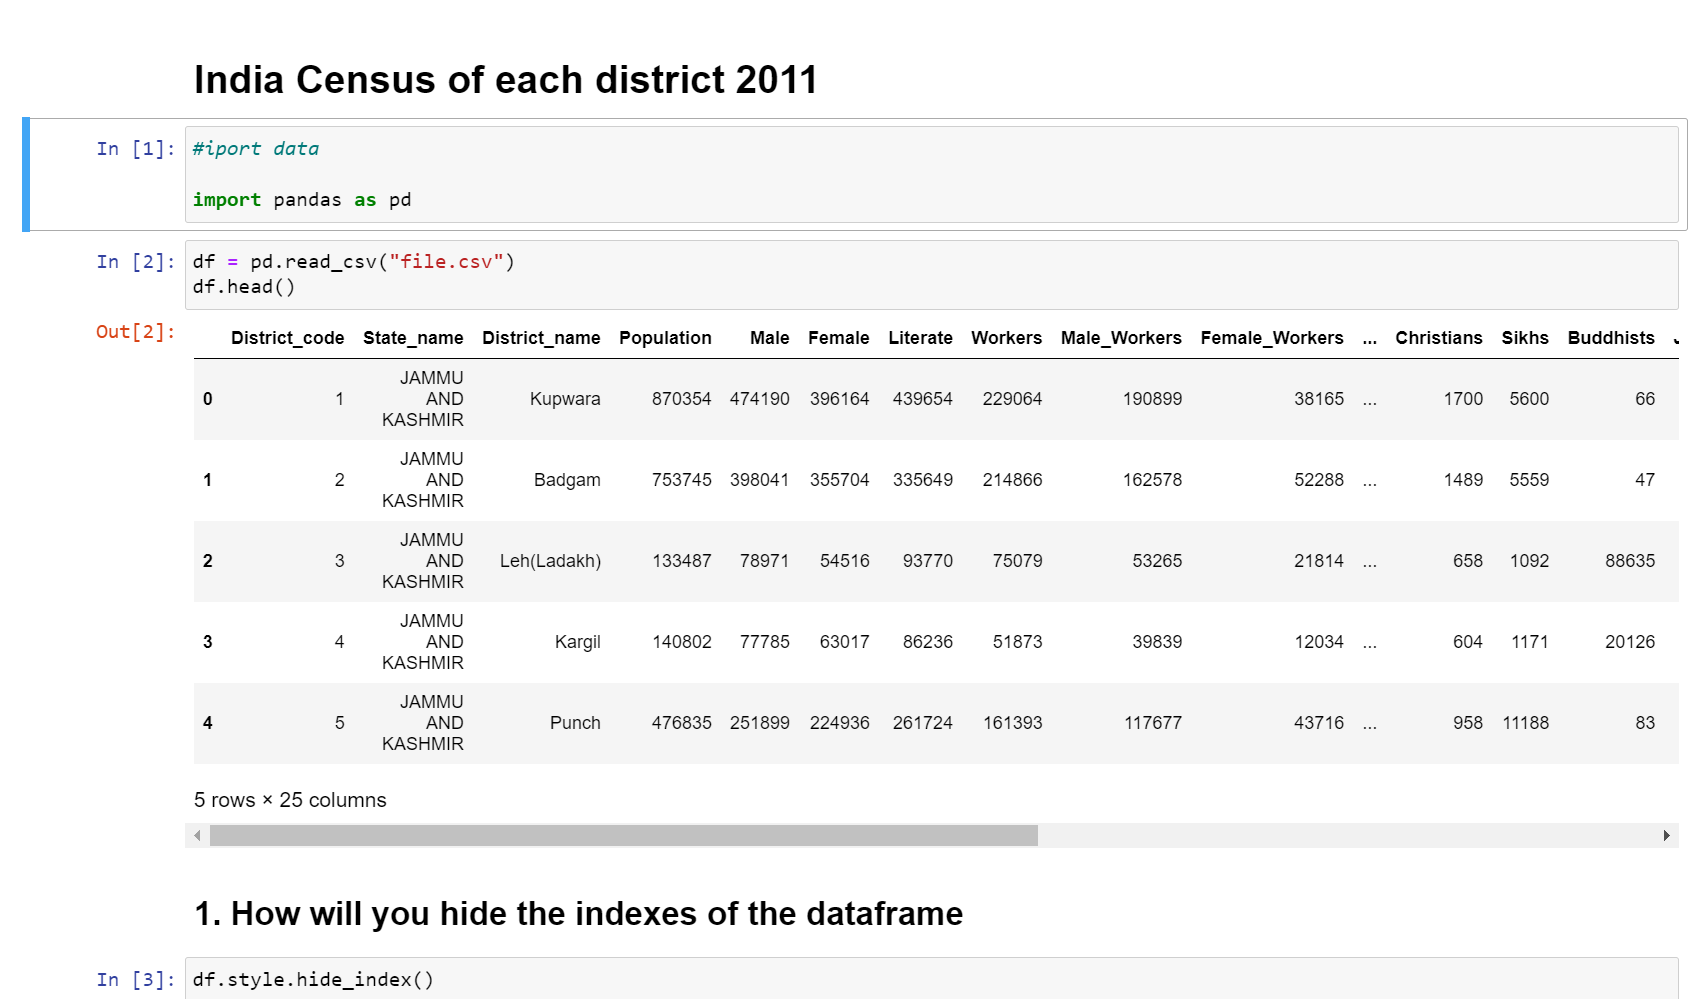 India Census of each district 2011
In [1]: #iport data
import pandas as pd
In [2]: df = pd.read_csv("file.csv")
df.head()
Out[2]:
District_code State_name District_name Population Male Female Literate Workers Male_Workers Female_Workers ... Christians Sikhs Buddhists
0 1 JAMMU AND KASHMIR Kupwara 870354 474190 396164 439654 229064 190899 38165 ... 1700 5600 66
1 2 JAMMU AND KASHMIR Badgam 753745 398041 355704 335649 214866 162578 52288 ... 1489 5559 47
2 3 JAMMU AND KASHMIR Leh(Ladakh) 133487 78971 54516 93770 75079 53265 21814 ... 658 1092 88635
3 4 JAMMU AND KASHMIR Kargil 140802 77785 63017 86236 51873 39839 12034 ... 604 1171 20126
4 5 JAMMU AND KASHMIR Punch 476835 251899 224936 261724 161393 117677 43716 ... 958 11188 83
5 rows × 25 columns
1. How will you hide the indexes of the dataframe
In [3]: df.style.hide_index()